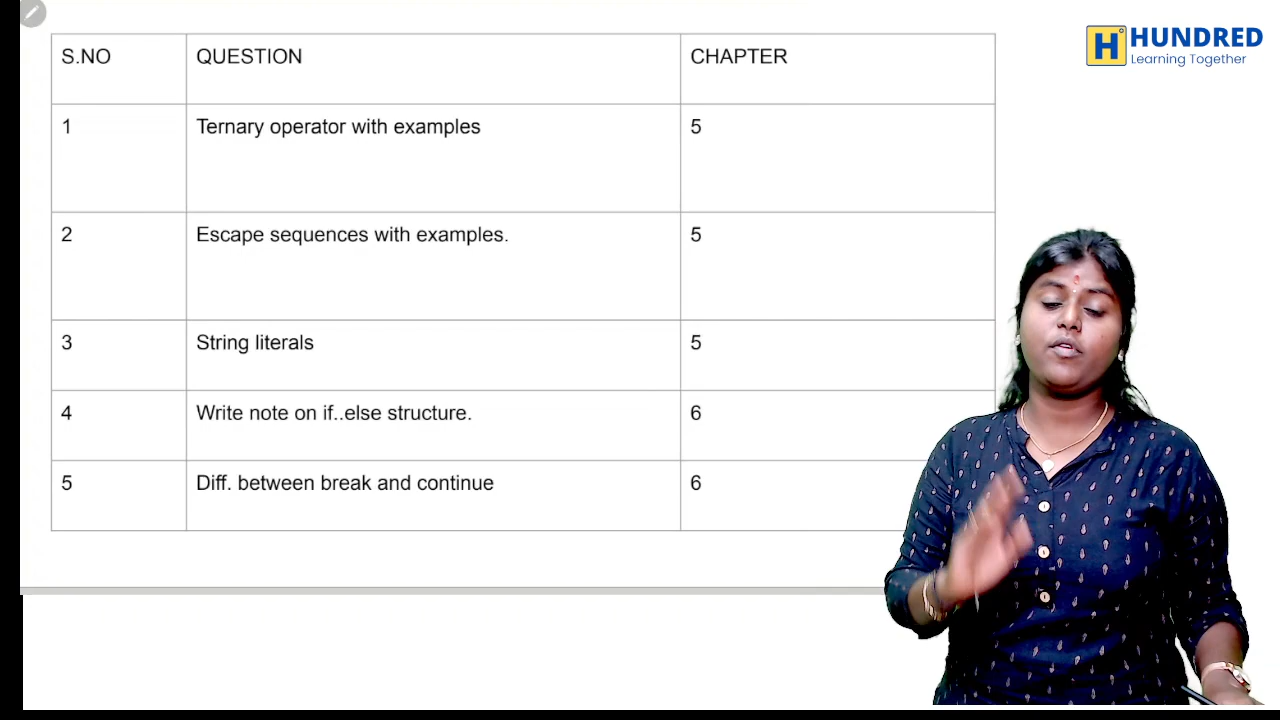 HUNDRED
Learning Together
S.NO QUESTION CHAPTER
1 Ternary operator with examples 5
2 Escape sequences with examples. 5
3 String literals 5
4 Write note on if..else structure. 6
5 Diff. between break and continue 6